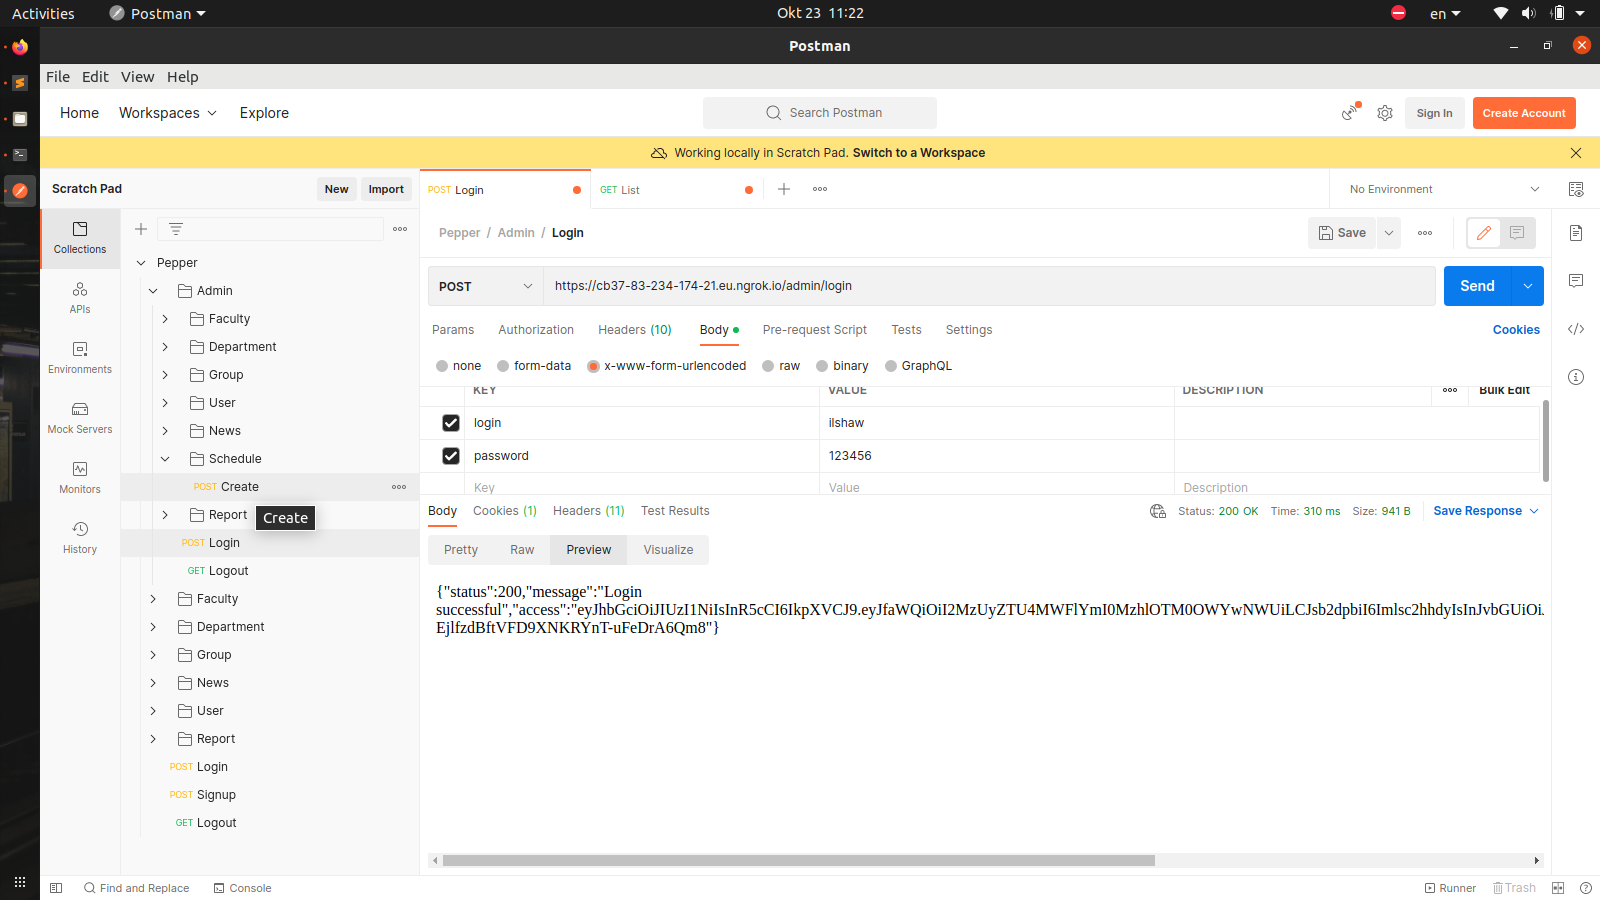 Activities Postman Okt 23 11:22 en
Postman
File Edit View Help
Home Workspaces Explore Search Postman Sign In Create Account
Working locally in Scratch Pad. Switch to a Workspace
Scratch Pad New Import POST Login GET List No Environment
Collections
APIs
Environments
Mock Servers
Monitors
History
Pepper
Admin
Faculty
Department
Group
User
News
Schedule
POST Create
Create
Report
POST Login
GET Logout
Faculty
Department
Group
News
User
Report
POST Login
POST Signup
GET Logout
Pepper / Admin / Login Save
POST https://cb37-83-234-174-21.eu.ngrok.io/admin/login Send
Params Authorization Headers (10) Body Pre-request Script Tests Settings Cookies
none form-data x-www-form-urlencoded raw binary GraphQL
KEY VALUE DESCRIPTION Bulk Edit
login ilshaw
password 123456
Key Value Description
Body Cookies (1) Headers (11) Test Results Status: 200 OK Time: 310 ms Size: 941 B Save Response
Pretty Raw Preview Visualize
{"status":200,"message":"Login
successful","access":"eyJhbGciOiJIUzI1NiIsInR5cCI6IkpXVCJ9.eyJfaWQiOiI2MzUyZTU4MWFlYmI0MzhlOTM0OWYwNWUiLCJsb2dpbiI6Imlsc2hhdyIsInJvbGUiOi
EjlfzdBftVFD9XNKRYnT-uFeDrA6Qm8"}
Find and Replace Console Runner Trash